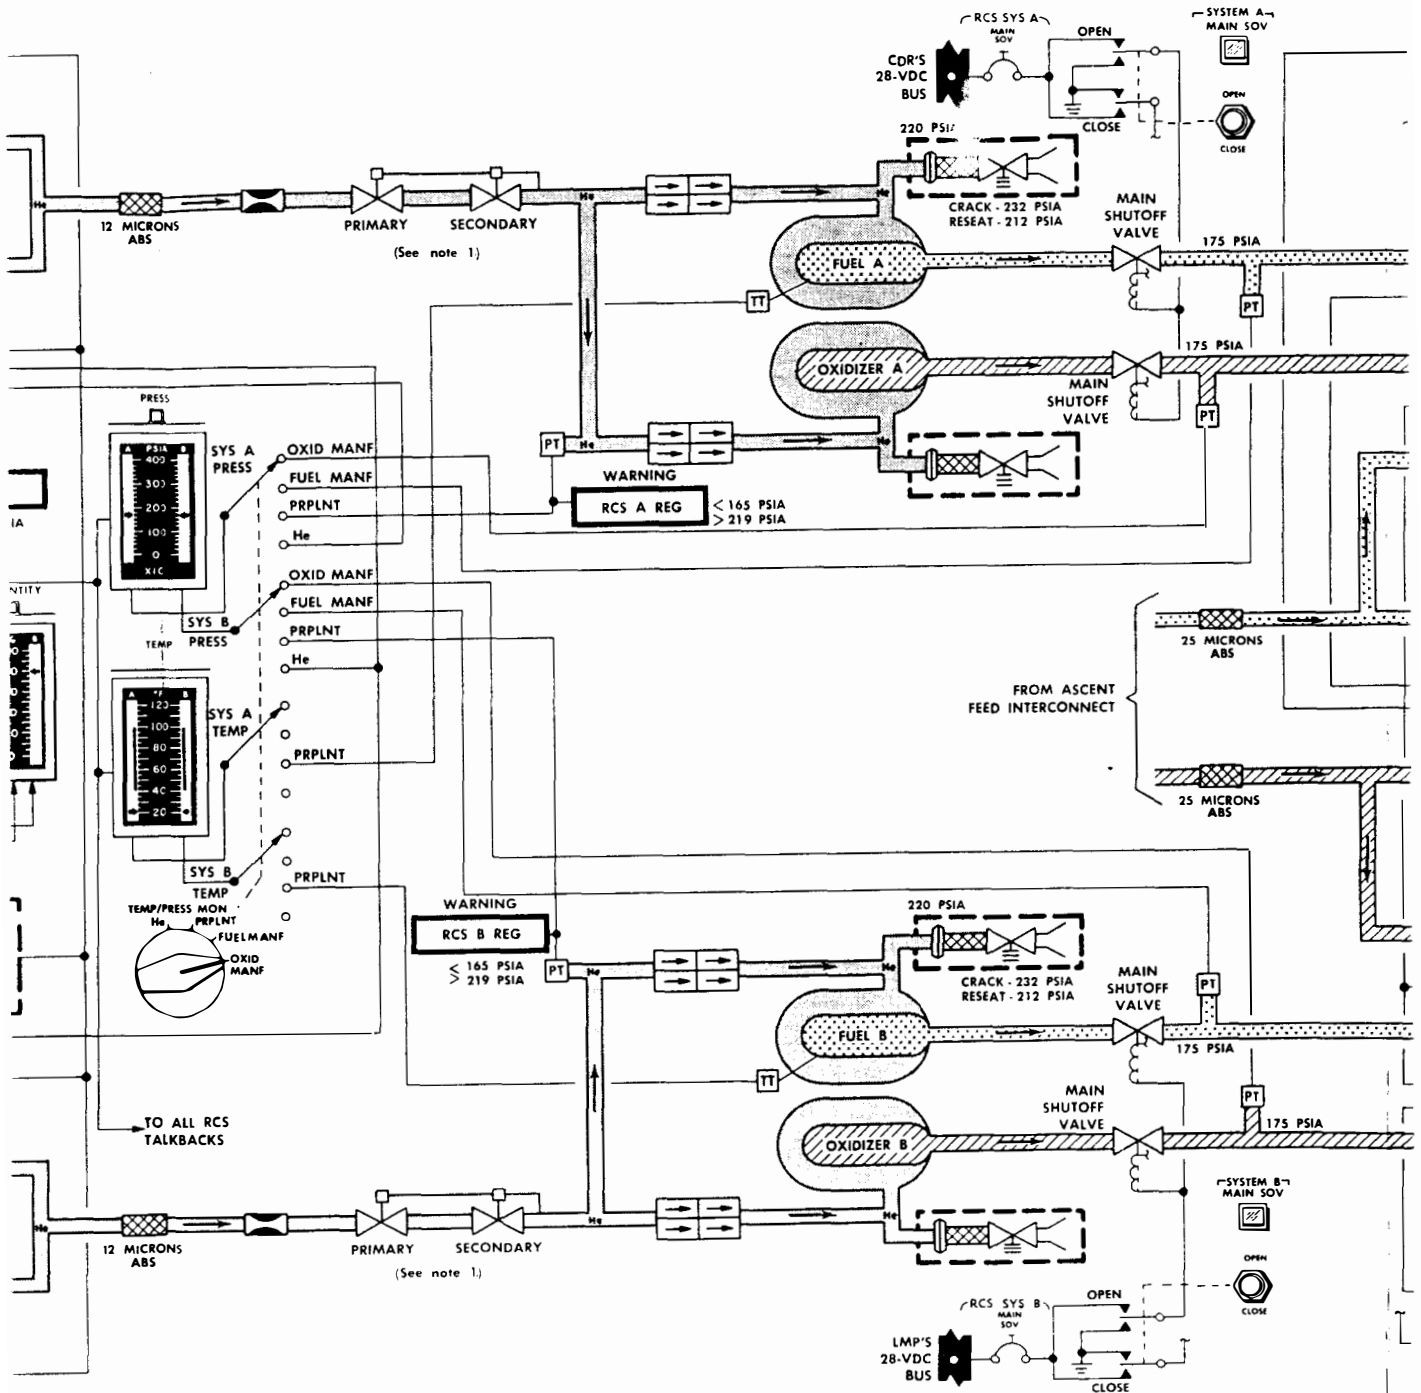 RCS SYS A
MAIN
SOV
OPEN
SYSTEM A
MAIN SOV
CDR'S
28-VDC
BUS
OPEN
CLOSE
CLOSE
220 PSIA
CRACK - 232 PSIA
RESEAT - 212 PSIA
He
12 MICRONS
ABS
PRIMARY
SECONDARY
(See note 1.)
He
He
MAIN
SHUTOFF
VALVE
175 PSIA
FUEL A
TT
PT
OXIDIZER A
175 PSIA
MAIN
SHUTOFF
VALVE
PT
PRESS
A PSIA B
400
300
200
100
0
XIC
SYS A
PRESS
OXID MANF
FUEL MANF
PRPLNT
He
PT
He
He
WARNING
RCS A REG
< 165 PSIA
> 219 PSIA
IA
NTITY
SYS B
PRESS
OXID MANF
FUEL MANF
PRPLNT
He
25 MICRONS
ABS
FROM ASCENT
FEED INTERCONNECT
25 MICRONS
ABS
TEMP
A °F B
120
100
80
60
40
20
SYS A
TEMP
PRPLNT
SYS B
TEMP
PRPLNT
TEMP/PRESS MON
He
PRPLNT
FUEL MANF
OXID
MANF
WARNING
RCS B REG
< 165 PSIA
> 219 PSIA
PT
He
He
220 PSIA
CRACK - 232 PSIA
RESEAT - 212 PSIA
MAIN
SHUTOFF
VALVE
PT
FUEL B
175 PSIA
TT
MAIN
SHUTOFF
VALVE
PT
175 PSIA
OXIDIZER B
TO ALL RCS
TALKBACKS
He
12 MICRONS
ABS
PRIMARY
SECONDARY
(See note 1.)
He
He
SYSTEM B
MAIN SOV
OPEN
CLOSE
RCS SYS B
MAIN
SOV
OPEN
LMP'S
28-VDC
BUS
CLOSE